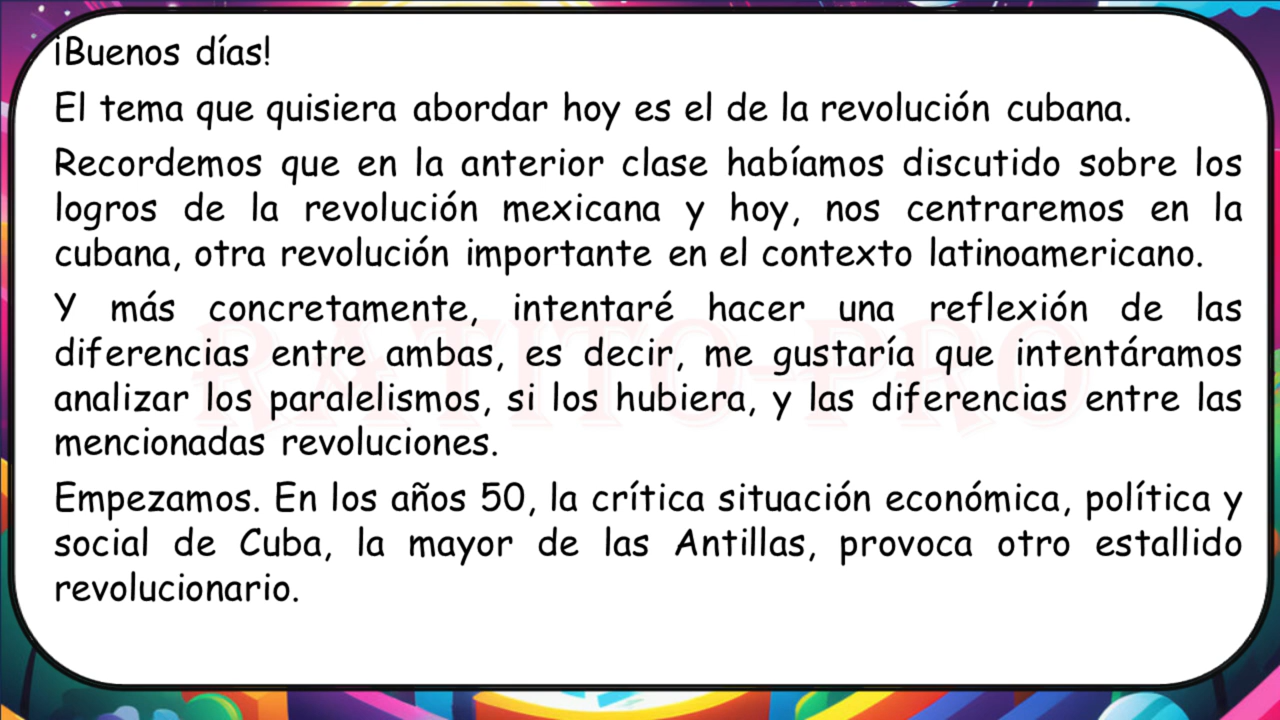 ¡Buenos días!
El tema que quisiera abordar hoy es el de la revolución cubana.
Recordemos que en la anterior clase habíamos discutido sobre los
logros de la revolución mexicana y hoy, nos centraremos en la
cubana, otra revolución importante en el contexto latinoamericano.
Y más concretamente, intentaré hacer una reflexión de las
diferencias entre ambas, es decir, me gustaría que intentáramos
analizar los paralelismos, si los hubiera, y las diferencias entre las
mencionadas revoluciones.
Empezamos. En los años 50, la crítica situación económica, política y
social de Cuba, la mayor de las Antillas, provoca otro estallido
revolucionario.
RATITO-PRO